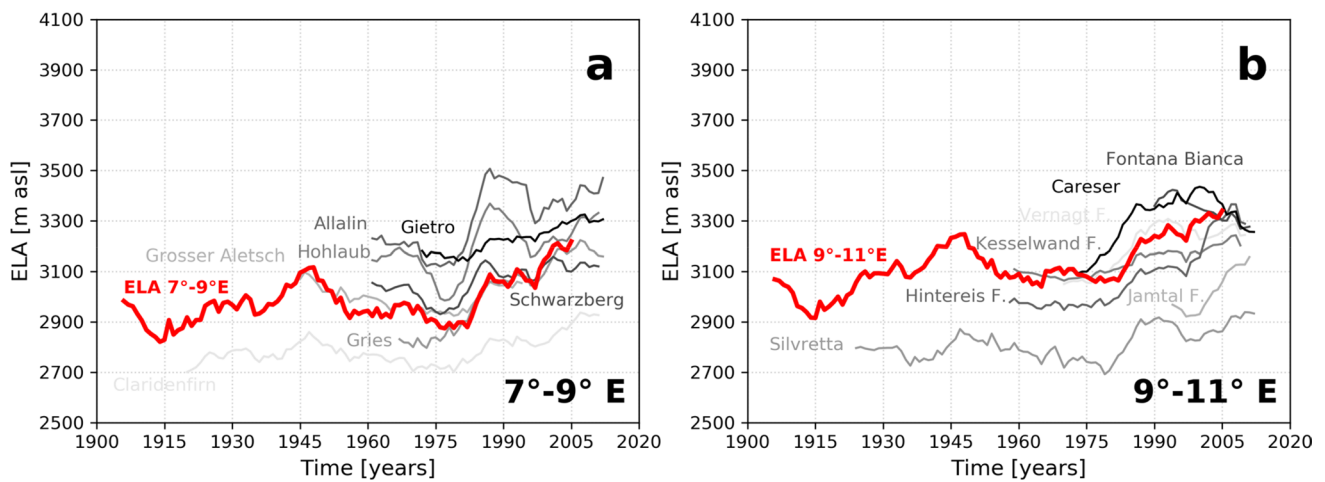 4100
3900
3700
3500
3300
3100
2900
2700
2500
ELA [m asl]
a
Allalin
Gietro
Hohlaub
Grosser Aletsch
ELA 7°-9°E
Schwarzberg
Gries
Claridenfirn
7°-9° E
1900 1915 1930 1945 1960 1975 1990 2005 2020
Time [years]
4100
3900
3700
3500
3300
3100
2900
2700
2500
ELA [m asl]
b
Fontana Bianca
Careser
Vernagt F.
Kesselwand F.
ELA 9°-11°E
Hintereis F.
Jamtal F.
Silvretta
9°-11° E
1900 1915 1930 1945 1960 1975 1990 2005 2020
Time [years]